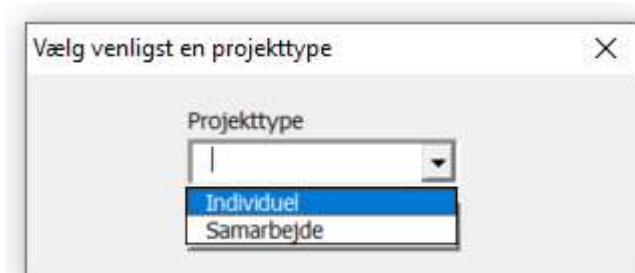 Vælg venligst en projekttype
Projekttype
Individuel
Samarbejde